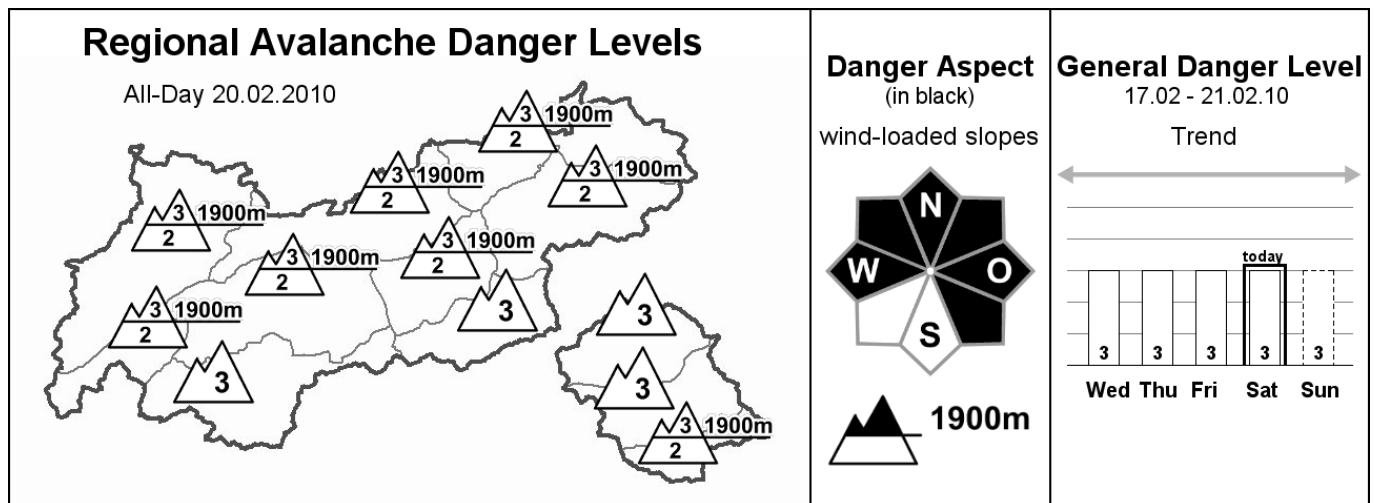 Regional Avalanche Danger Levels
All-Day 20.02.2010
3 1900m
2
3 1900m
2
3 1900m
2
3 1900m
2
3 1900m
2
3 1900m
2
3
3
3 1900m
2
3
3
3 1900m
2
Danger Aspect
(in black)
wind-loaded slopes
N
W O
S
1900m
General Danger Level
17.02 - 21.02.10
Trend
today
3 3 3 3 3
Wed Thu Fri Sat Sun